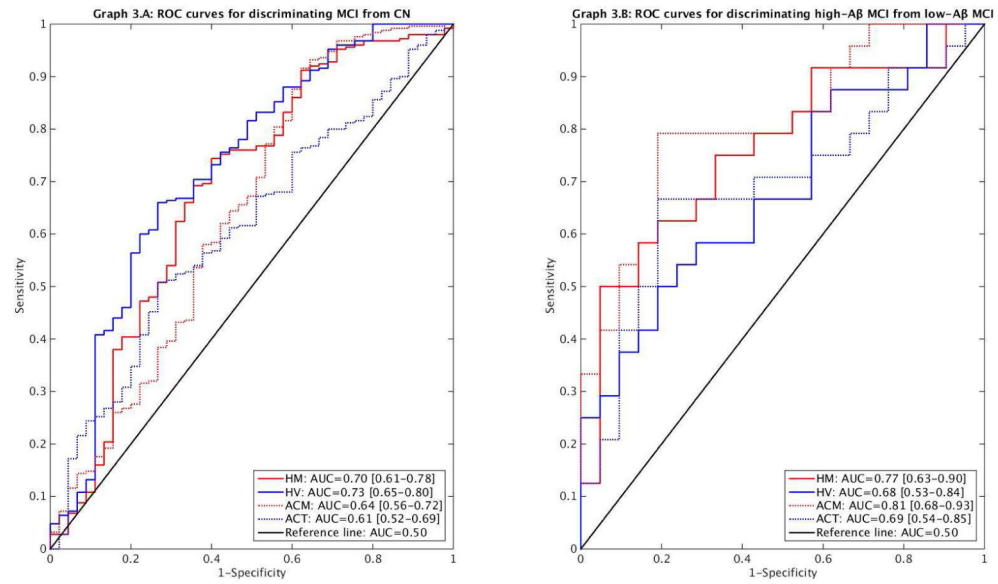 Graph 3.A: ROC curves for discriminating MCI from CN
1
0.9
0.8
0.7
0.6
0.5
0.4
0.3
0.2
0.1
0
Sensitivity
0
0.2
0.4
0.6
0.8
1
1-Specificity
HM: AUC=0.70 [0.61-0.78]
HV: AUC=0.73 [0.65-0.80]
ACM: AUC=0.64 [0.56-0.72]
ACT: AUC=0.61 [0.52-0.69]
Reference line: AUC=0.50
Graph 3.B: ROC curves for discriminating high-Aβ MCI from low-Aβ MCI
1
0.9
0.8
0.7
0.6
0.5
0.4
0.3
0.2
0.1
0
Sensitivity
0
0.2
0.4
0.6
0.8
1
1-Specificity
HM: AUC=0.77 [0.63-0.90]
HV: AUC=0.68 [0.53-0.84]
ACM: AUC=0.81 [0.68-0.93]
ACT: AUC=0.69 [0.54-0.85]
Reference line: AUC=0.50